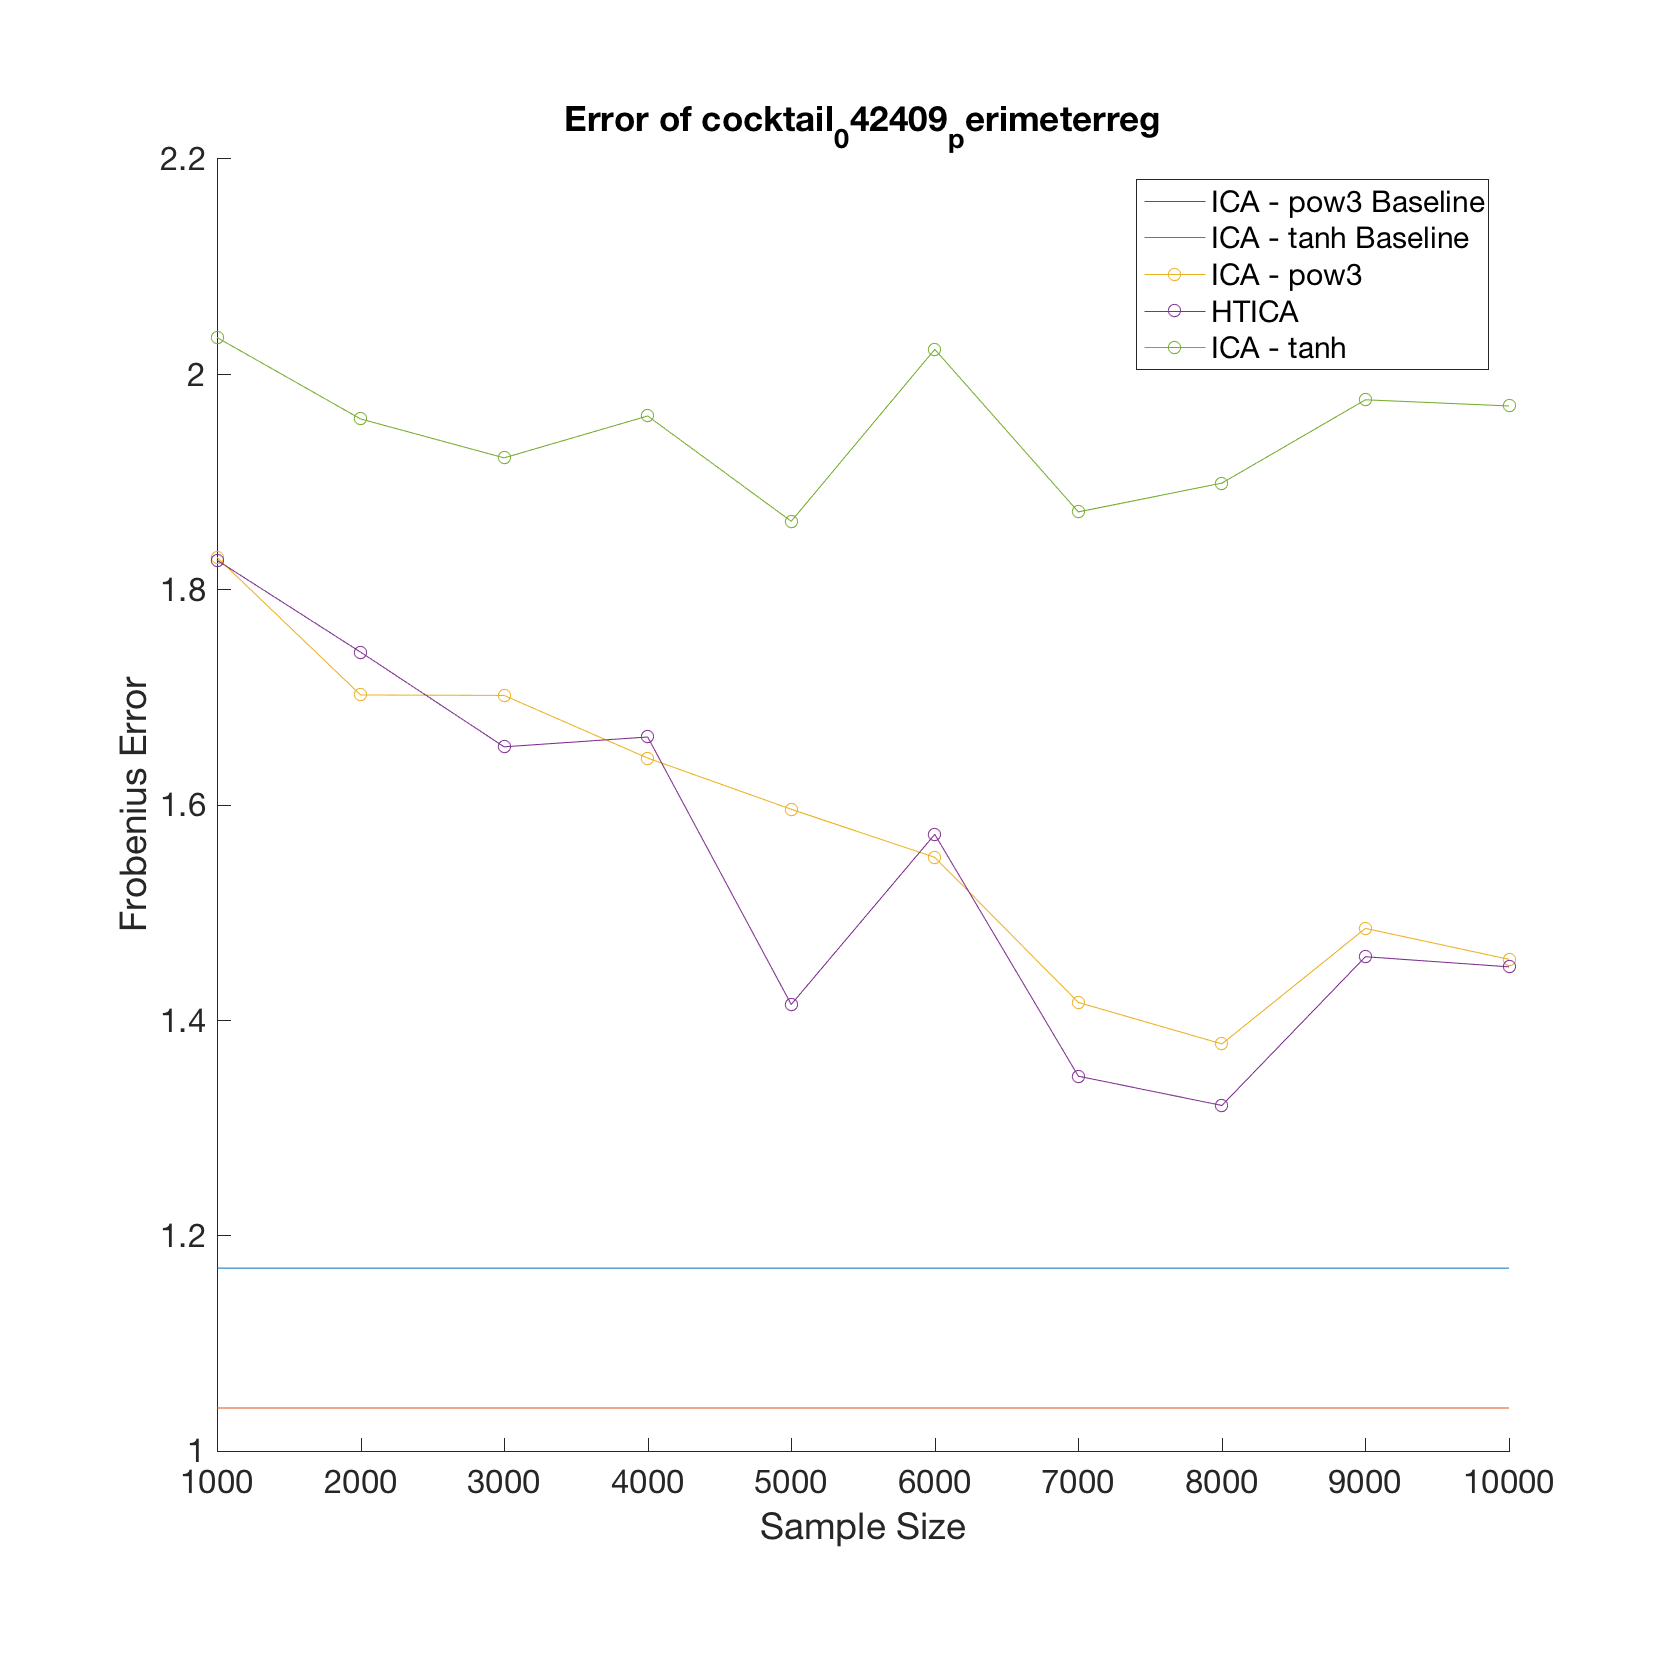 Error of cocktail_042409_perimeterreg
2.2
2
1.8
1.6
1.4
1.2
1
Frobenius Error
ICA - pow3 Baseline
ICA - tanh Baseline
ICA - pow3
HTICA
ICA - tanh
1000 2000 3000 4000 5000 6000 7000 8000 9000 10000
Sample Size